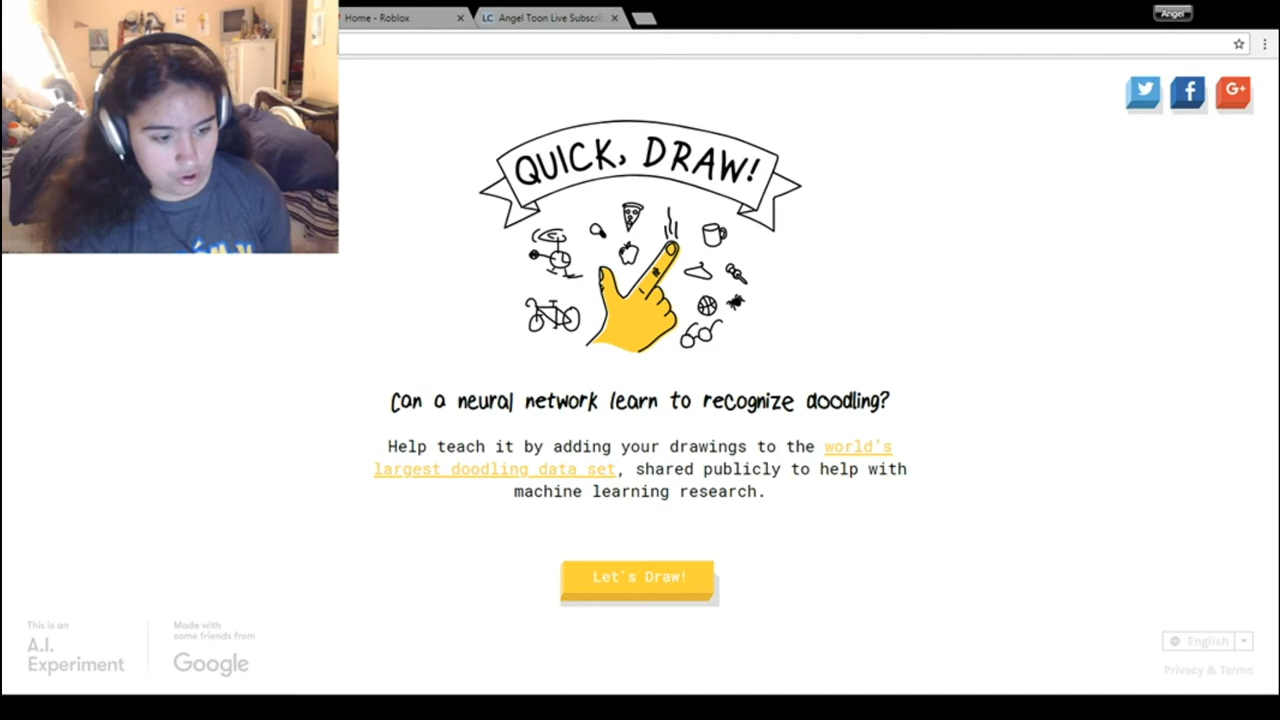 Home - Roblox
LC Angel Toon Live Subscri
Angel
G+
QUICK, DRAW!
Can a neural network learn to recognize doodling?
Help teach it by adding your drawings to the world's
largest doodling data set, shared publicly to help with
machine learning research.
Let's Draw!
This is an
A.I.
Experiment
Made with
some friends from
Google
English
Privacy & Terms